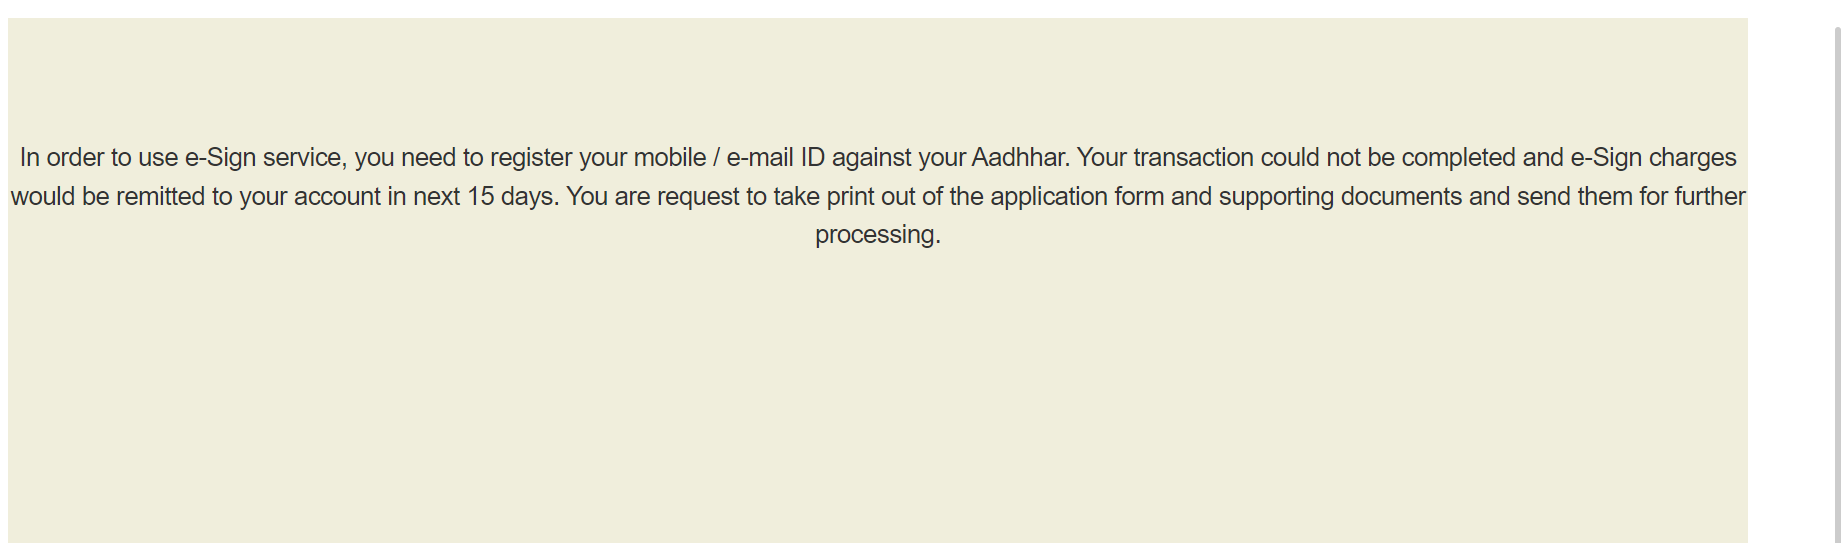 In order to use e-Sign service, you need to register your mobile / e-mail ID against your Aadhhar. Your transaction could not be completed and e-Sign charges
would be remitted to your account in next 15 days. You are request to take print out of the application form and supporting documents and send them for further
processing.